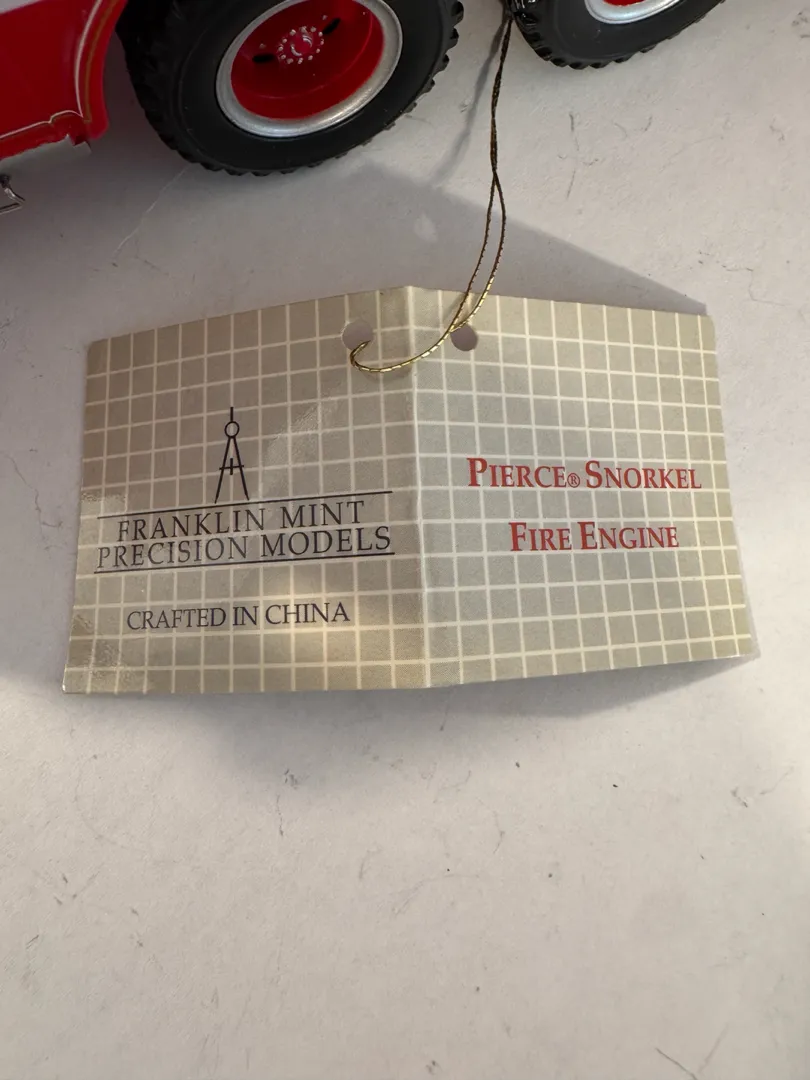 FRANKLIN MINT
PRECISION MODELS
CRAFTED IN CHINA
PIERCE® SNORKEL
FIRE ENGINE